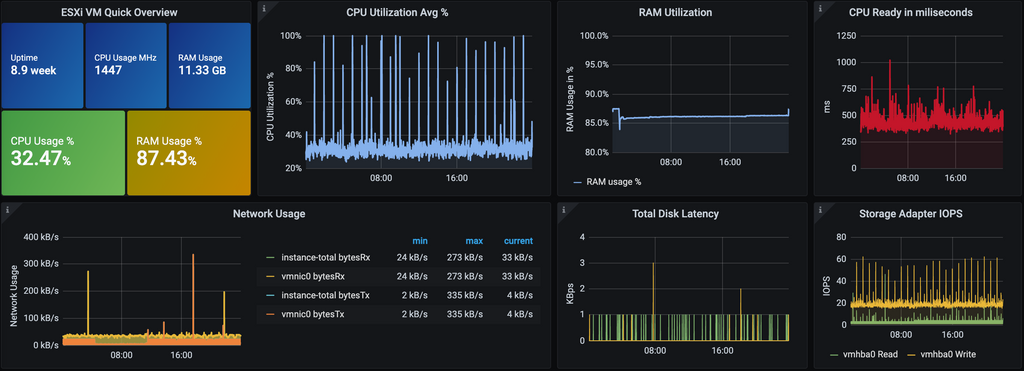 ESXi VM Quick Overview
Uptime
8.9 week
CPU Usage MHz
1447
RAM Usage
11.33 GB
CPU Usage %
32.47%
RAM Usage %
87.43%
i
CPU Utilization Avg %
CPU Utilization %
100%
80%
60%
40%
20%
08:00
16:00
RAM Utilization
RAM Usage in %
100.0%
95.0%
90.0%
85.0%
80.0%
08:00
16:00
RAM usage %
i
CPU Ready in miliseconds
ms
1250
1000
750
500
250
0
08:00
16:00
i
Network Usage
Network Usage
400 kB/s
300 kB/s
200 kB/s
100 kB/s
0 kB/s
08:00
16:00
min max current
instance-total bytesRx 24 kB/s 273 kB/s 33 kB/s
vmnic0 bytesRx 24 kB/s 273 kB/s 33 kB/s
instance-total bytesTx 2 kB/s 335 kB/s 4 kB/s
vmnic0 bytesTx 2 kB/s 335 kB/s 4 kB/s
i
Total Disk Latency
KBps
4
3
2
1
0
08:00
16:00
i
Storage Adapter IOPS
IOPS
80
60
40
20
0
08:00
16:00
vmhba0 Read vmhba0 Write